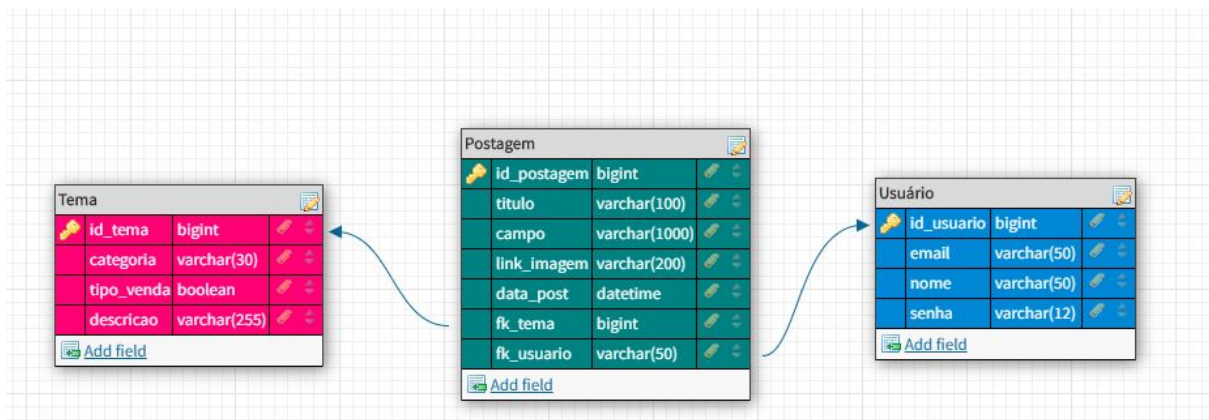 Tema
id_tema bigint
categoria varchar(30)
tipo_venda boolean
descricao varchar(255)
Add field
Postagem
id_postagem bigint
titulo varchar(100)
campo varchar(1000)
link_imagem varchar(200)
data_post datetime
fk_tema bigint
fk_usuario varchar(50)
Add field
Usuário
id_usuario bigint
email varchar(50)
nome varchar(50)
senha varchar(12)
Add field